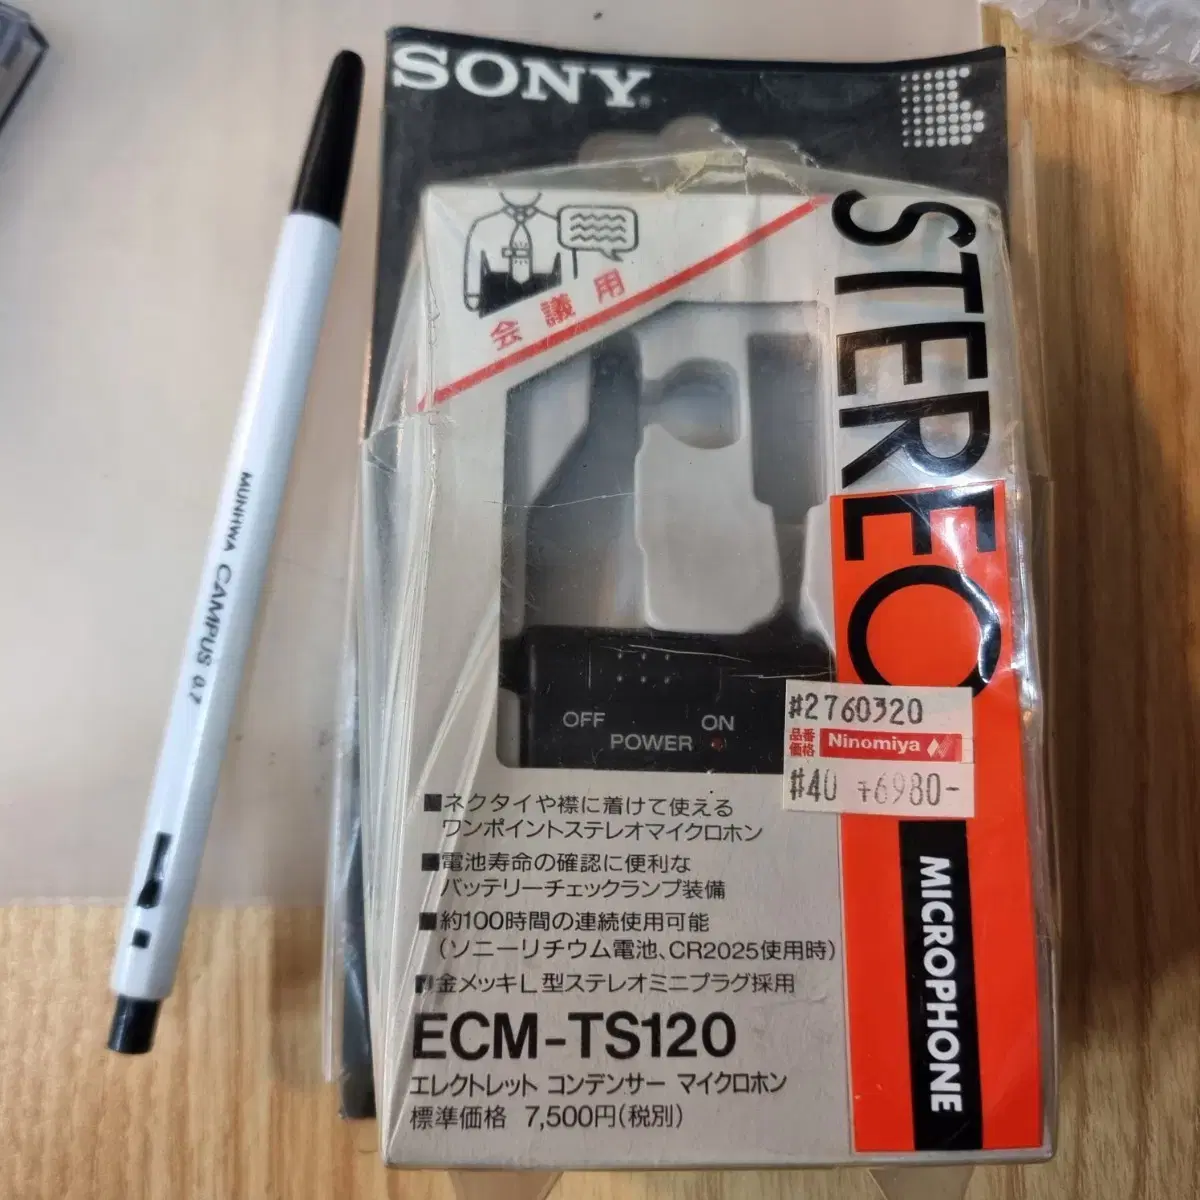 SONY
会議用
STEREO
MICROPHONE
#2760320
品番
価格
Ninomiya
#40 ¥6980-
OFF ON
POWER
■ネクタイや襟に着けて使える
ワンポイントステレオマイクロホン
■電池寿命の確認に便利な
バッテリーチェックランプ装備
■約100時間の連続使用可能
(ソニーリチウム電池、CR2025使用時)
■金メッキL型ステレオミニプラグ採用
ECM-TS120
エレクトレット コンデンサー マイクロホン
標準価格 7,500円(税別)
MUNHWA CAMPUS 0.7